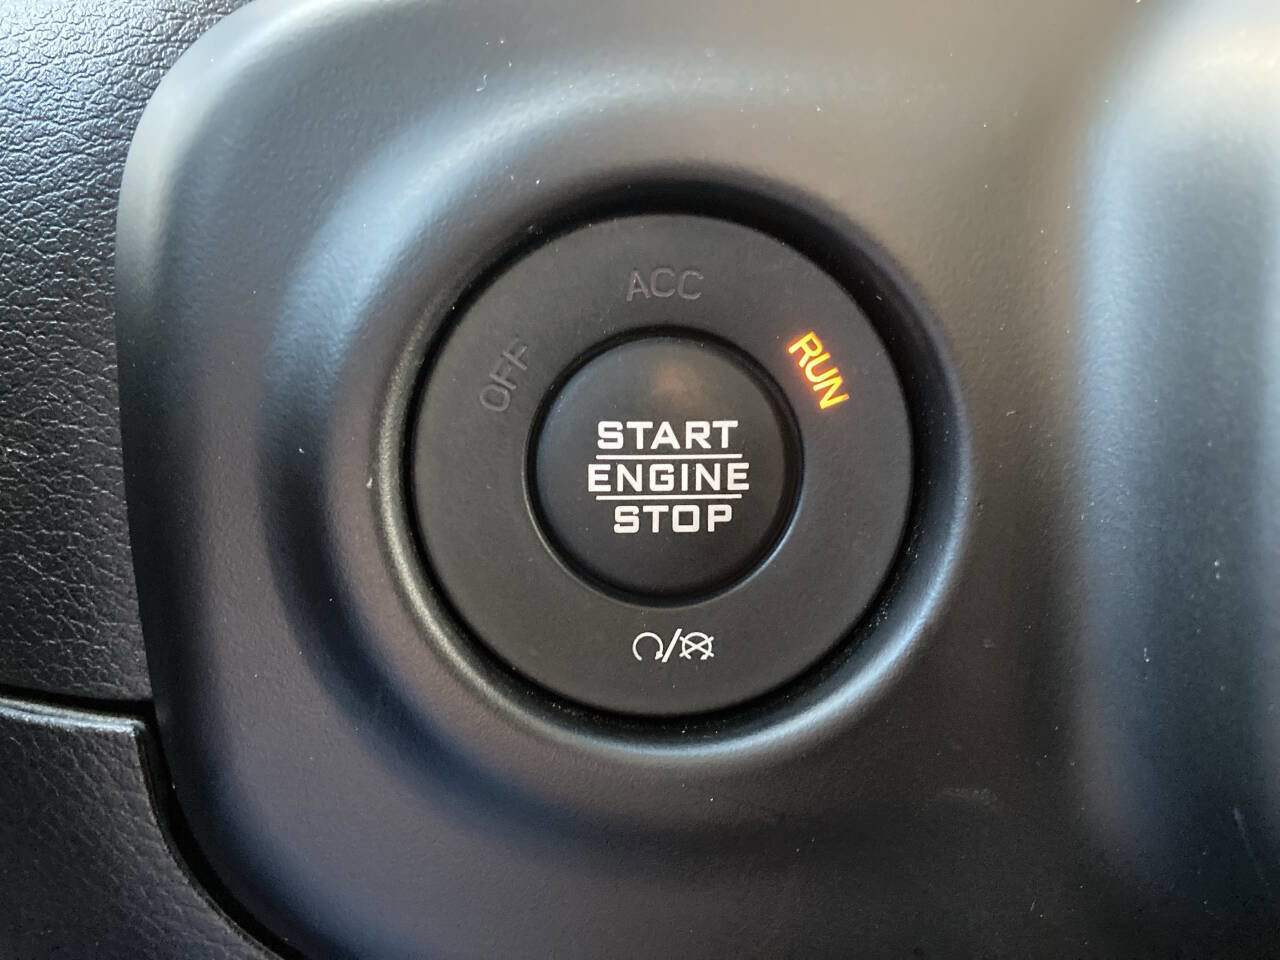 ACC
OFF
RUN
START
ENGINE
STOP
/